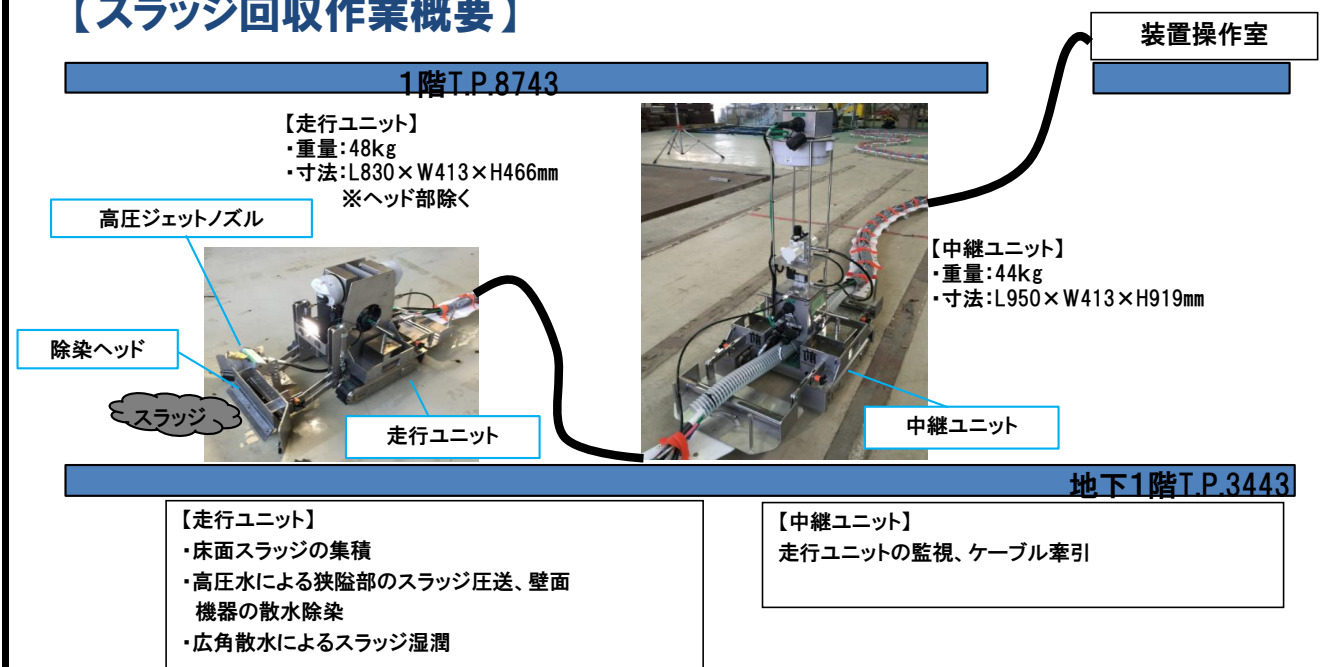 【スラッジ回収作業概要】
装置操作室
1階T.P.8743
【走行ユニット】
・重量:48kg
・寸法:L830×W413×H466mm
※ヘッド部除く
高圧ジェットノズル
【中継ユニット】
・重量:44kg
・寸法:L950×W413×H919mm
除染ヘッド
スラッジ
走行ユニット
中継ユニット
地下1階T.P.3443
【走行ユニット】
・床面スラッジの集積
・高圧水による狭隘部のスラッジ圧送、壁面
機器の散水除染
・広角散水によるスラッジ湿潤
【中継ユニット】
走行ユニットの監視、ケーブル牽引